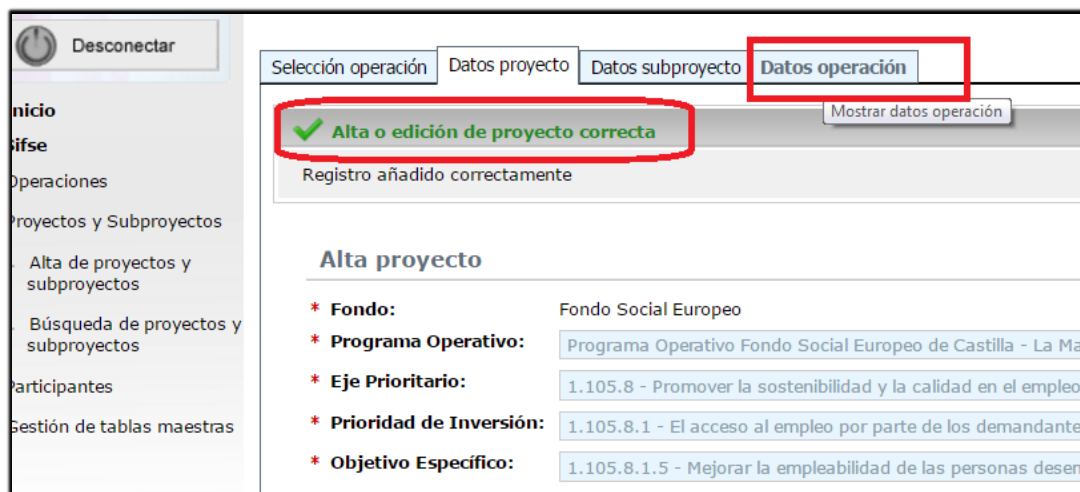 Desconectar
Selección operación Datos proyecto Datos subproyecto Datos operación
Mostrar datos operación
Alta o edición de proyecto correcta
Registro añadido correctamente
nicio
ifse
Operaciones
Proyectos y Subproyectos
Alta de proyectos y
subproyectos
Búsqueda de proyectos y
subproyectos
Participantes
Gestión de tablas maestras
Alta proyecto
* Fondo: Fondo Social Europeo
* Programa Operativo: Programa Operativo Fondo Social Europeo de Castilla - La Ma
* Eje Prioritario: 1.105.8 - Promover la sostenibilidad y la calidad en el empleo
* Prioridad de Inversión: 1.105.8.1 - El acceso al empleo por parte de los demandante
* Objetivo Específico: 1.105.8.1.5 - Mejorar la empleabilidad de las personas desem